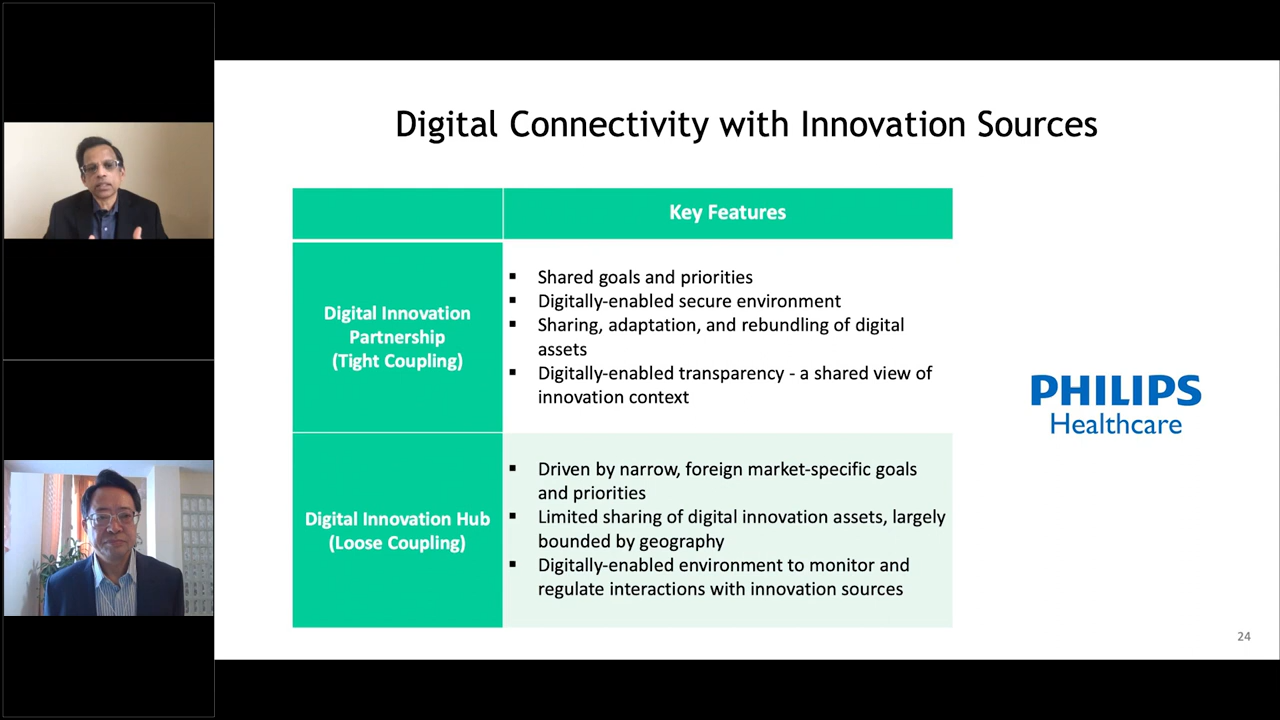 Digital Connectivity with Innovation Sources
Key Features
Digital Innovation
Partnership
(Tight Coupling)
▪ Shared goals and priorities
▪ Digitally-enabled secure environment
▪ Sharing, adaptation, and rebundling of digital
assets
▪ Digitally-enabled transparency - a shared view of
innovation context
Digital Innovation Hub
(Loose Coupling)
▪ Driven by narrow, foreign market-specific goals
and priorities
▪ Limited sharing of digital innovation assets, largely
bounded by geography
▪ Digitally-enabled environment to monitor and
regulate interactions with innovation sources
PHILIPS
Healthcare
24